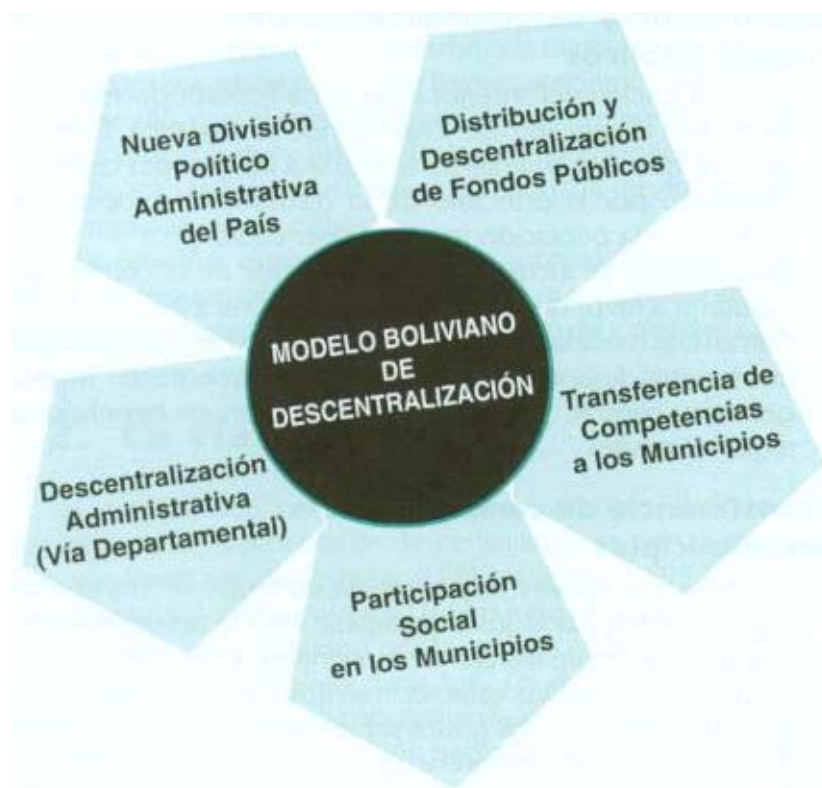 Nueva División
Político
Administrativa
del País
Distribución y
Descentralización
de Fondos Públicos
MODELO BOLIVIANO
DE
DESCENTRALIZACIÓN
Transferencia de
Competencias
a los Municipios
Descentralización
Administrativa
(Vía Departamental)
Participación
Social
en los Municipios